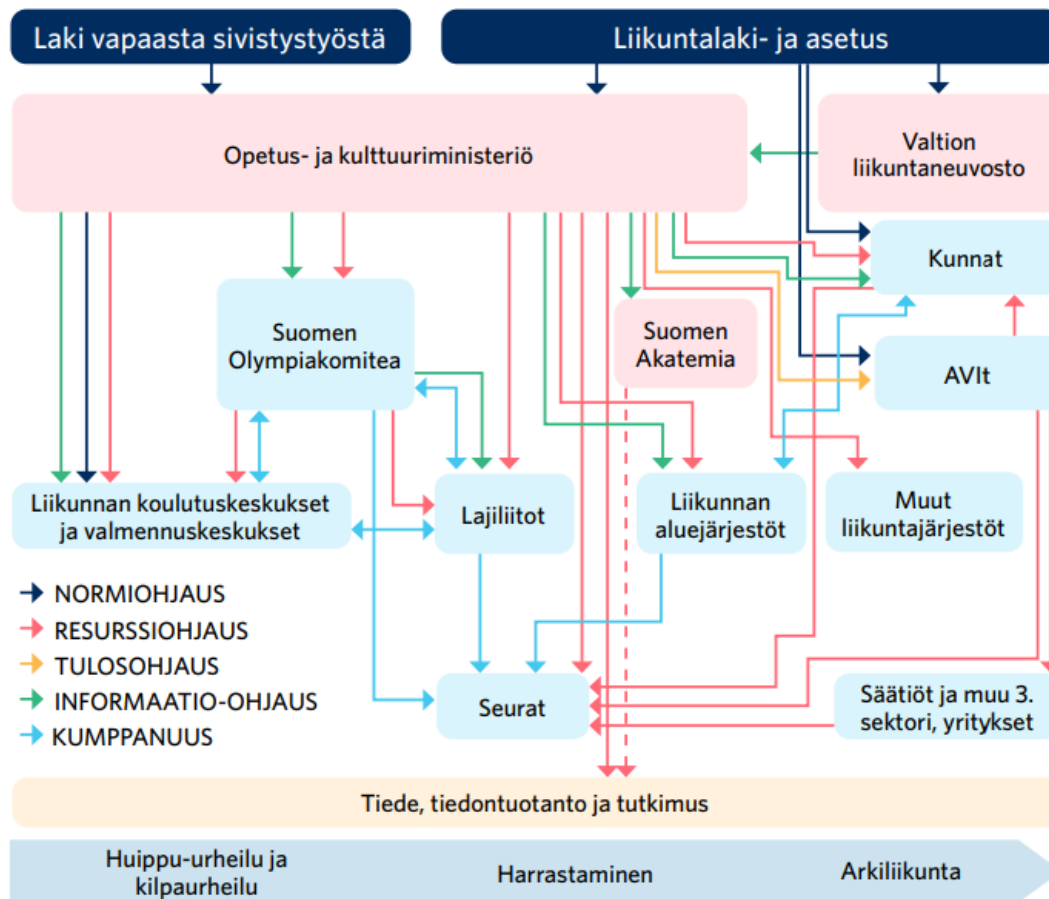 Laki vapaasta sivistystyöstä
Liikuntalaki- ja asetus
Opetus- ja kulttuuriministeriö
Valtion
liikuntaneuvosto
Kunnat
Suomen
Olympiakomitea
Suomen
Akatemia
AVIt
Liikunnan koulutuskeskukset
ja valmennuskeskukset
Lajiliitot
Liikunnan
aluejärjestöt
Muut
liikuntajärjestöt
NORMIOHJAUS
RESURSSIOHJAUS
TULOSOHJAUS
INFORMAATIO-OHJAUS
KUMPPANUUS
Seurat
Säätiöt ja muu 3.
sektori, yritykset
Tiede, tiedontuotanto ja tutkimus
Huippu-urheilu ja
kilpaurheilu
Harrastaminen
Arkiliikunta